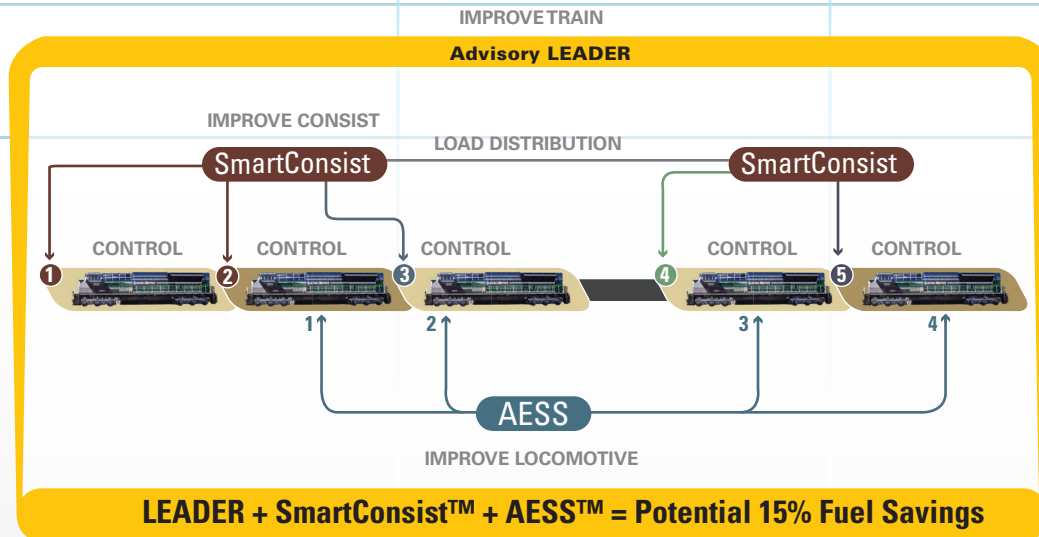 IMPROVE TRAIN
Advisory LEADER
IMPROVE CONSIST
LOAD DISTRIBUTION
SmartConsist SmartConsist
CONTROL CONTROL CONTROL CONTROL CONTROL
1 2 3 4 5
1 2 3 4
AESS
IMPROVE LOCOMOTIVE
LEADER + SmartConsist™ + AESS™ = Potential 15% Fuel Savings